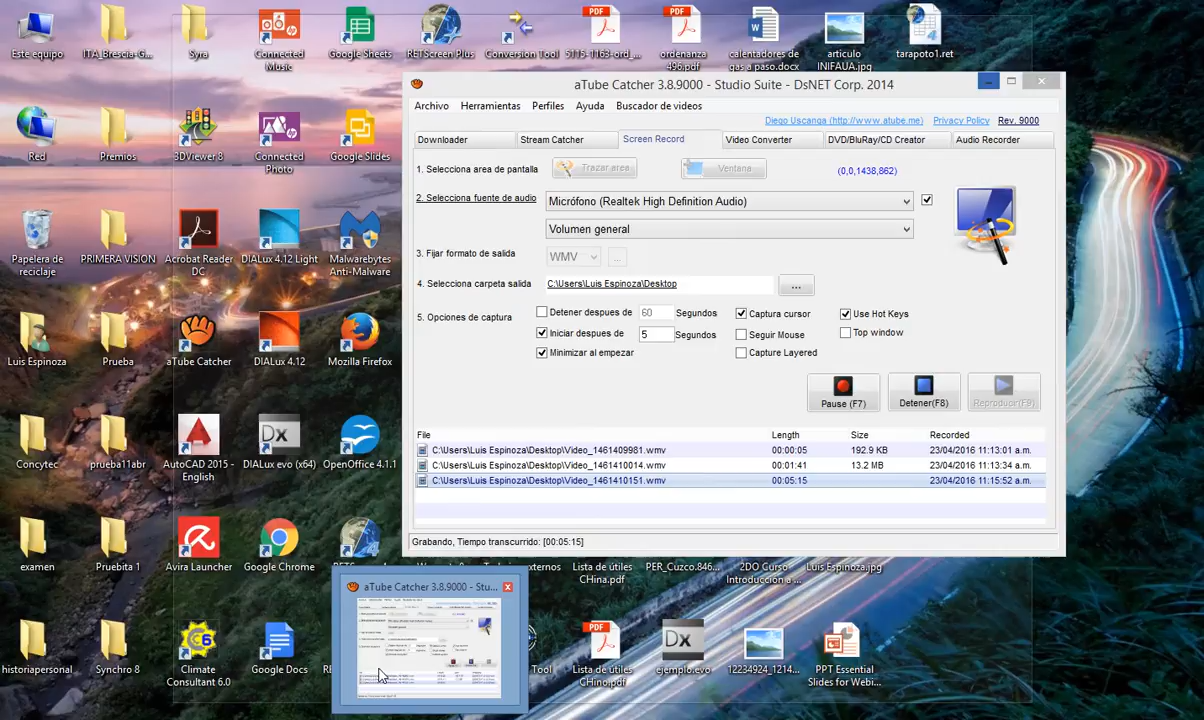 Este equipo
ITA_Brescia-G...
Syra
Connected Music
Google Sheets
RETScreen Plus
Conversion Tool
5115-1163-ord_...
ordenanza 496.pdf
calentadores de gas a paso.docx
articulo INIFAUA.jpg
tarapoto1.ret
aTube Catcher 3.8.9000 - Studio Suite - DsNET Corp. 2014
Archivo Herramientas Perfiles Ayuda Buscador de videos
Diego Uscanga (http://www.atube.me) Privacy Policy Rev. 9000
Downloader Stream Catcher Screen Record Video Converter DVD/BluRay/CD Creator Audio Recorder
1. Selecciona area de pantalla Trazar area Ventana (0,0,1438,862)
2. Selecciona fuente de audio Micrófono (Realtek High Definition Audio)
Volumen general
3. Fijar formato de salida WMV ...
4. Selecciona carpeta salida C:\Users\Luis Espinoza\Desktop ...
5. Opciones de captura Detener despues de 60 Segundos Captura cursor Use Hot Keys
Iniciar despues de 5 Segundos Seguir Mouse Top window
Minimizar al empezar Capture Layered
Pause (F7) Detener(F8) Reproducir(F9)
File Length Size Recorded
C:\Users\Luis Espinoza\Desktop\Video_1461409981.wmv 00:00:05 192.9 KB 23/04/2016 11:13:01 a.m.
C:\Users\Luis Espinoza\Desktop\Video_1461410014.wmv 00:01:41 13.2 MB 23/04/2016 11:13:34 a.m.
C:\Users\Luis Espinoza\Desktop\Video_1461410151.wmv 00:05:15 23/04/2016 11:15:52 a.m.
Grabando, Tiempo transcurrido: [00:05:15]
Red
Premios
3DViewer 8
Connected Photo
Google Slides
Papelera de reciclaje
PRIMERA VISION
Acrobat Reader DC
DIALux 4.12 Light
Malwarebytes Anti-Malware
Luis Espinoza
Prueba
aTube Catcher
DIALux 4.12
Mozilla Firefox
Concytec
prueba11abr
AutoCAD 2015 - English
DIALux evo (x64)
OpenOffice 4.1.1
examen
Pruebita 1
Avira Launcher
Google Chrome
Lista de útiles CHina.pdf
PER_Cuzco.846...
2DO Curso Introducción a ...
Luis Espinoza.jpg
aTube Catcher 3.8.9000 - Stu...
historiapersonal
Synchro 8
Climate Consultant 6.0
Google Docs
Tool
Lista de útiles CHino.pdf
ejemplo.evo
12234924_1214...
PPT Essential Slides for Webi...